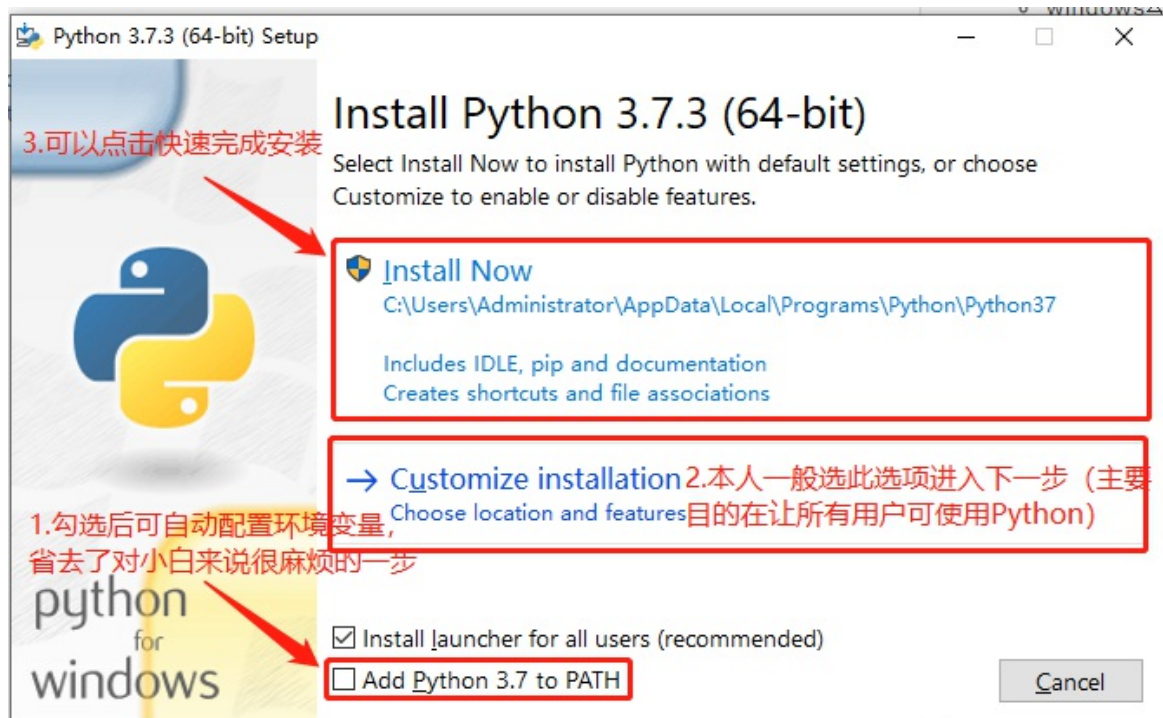 Python 3.7.3 (64-bit) Setup
Install Python 3.7.3 (64-bit)
3.可以点击快速完成安装
Select Install Now to install Python with default settings, or choose
Customize to enable or disable features.
Install Now
C:\Users\Administrator\AppData\Local\Programs\Python\Python37
Includes IDLE, pip and documentation
Creates shortcuts and file associations
Customize installation
Choose location and features
2.本人一般选此选项进入下一步（主要
目的在让所有用户可使用Python）
1.勾选后可自动配置环境变量，
省去了对小白来说很麻烦的一步
python
for
windows
Install launcher for all users (recommended)
Add Python 3.7 to PATH
Cancel